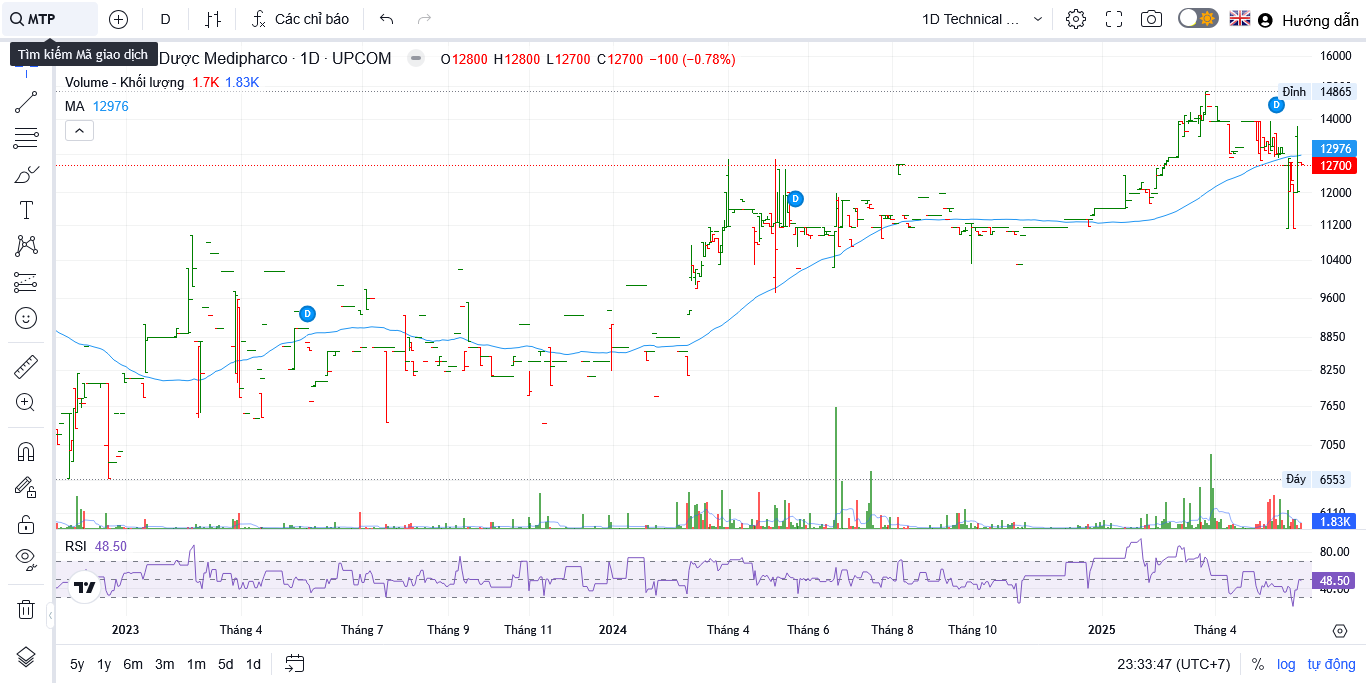 MTP
D
Các chỉ báo
1D Technical ...
Hướng dẫn
Tìm kiếm Mã giao dịch
Dược Medipharco · 1D · UPCOM
O12800 H12800 L12700 C12700 −100 (−0.78%)
Volume - Khối lượng 1.7K 1.83K
MA 12976
16000
Đỉnh 14865
14000
12976
12700
12000
11200
10400
9600
8850
8250
7650
7050
Đáy 6553
1.83K
D
D
D
RSI 48.50
80.00
48.50
40.00
2023
Tháng 4
Tháng 7
Tháng 9
Tháng 11
2024
Tháng 4
Tháng 6
Tháng 8
Tháng 10
2025
Tháng 4
5y 1y 6m 3m 1m 5d 1d
23:33:47 (UTC+7)
% log tự động